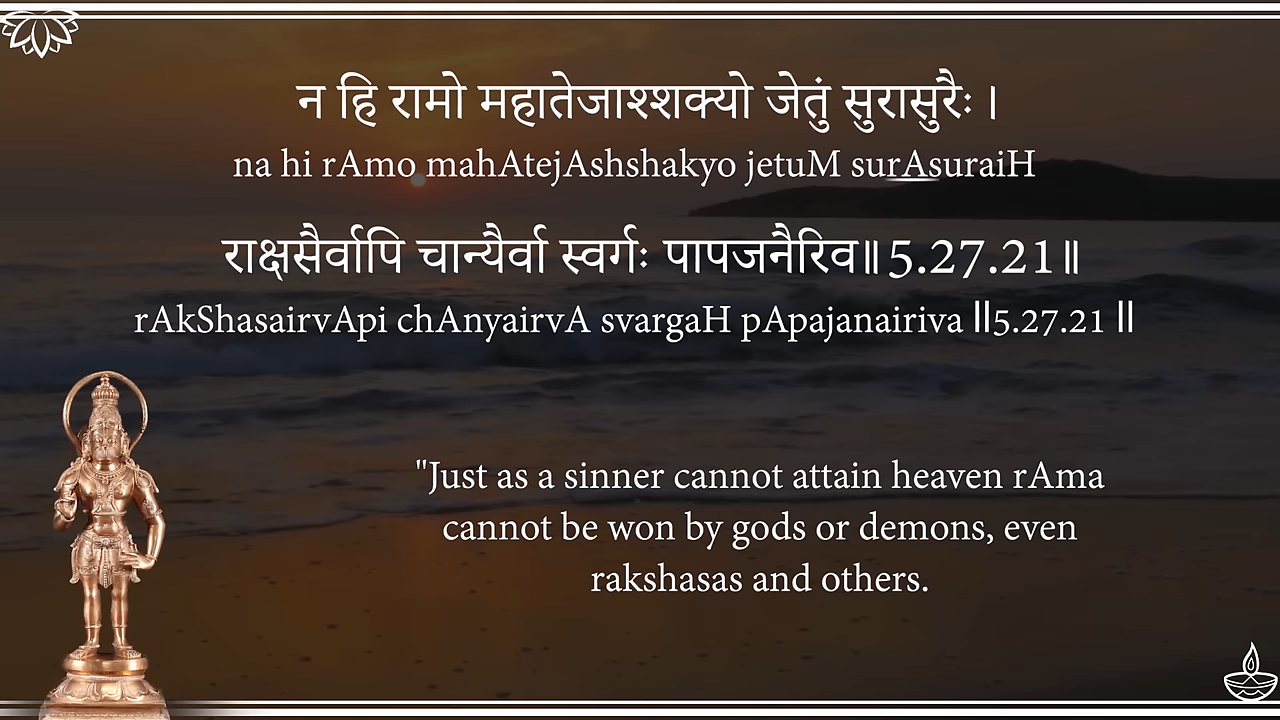 न हि रामो महातेजाश्शक्यो जेतुं सुरासुरैः ।
na hi rAmo mahAtejAshshakyo jetuM surAsuraiH
राक्षसैर्वापि चान्यैर्वा स्वर्गः पापजनैरिव॥5.27.21॥
rAkShasairvApi chAnyairvA svargaH pApajanairiva ||5.27.21 ||
"Just as a sinner cannot attain heaven rAma
cannot be won by gods or demons, even
rakshasas and others.